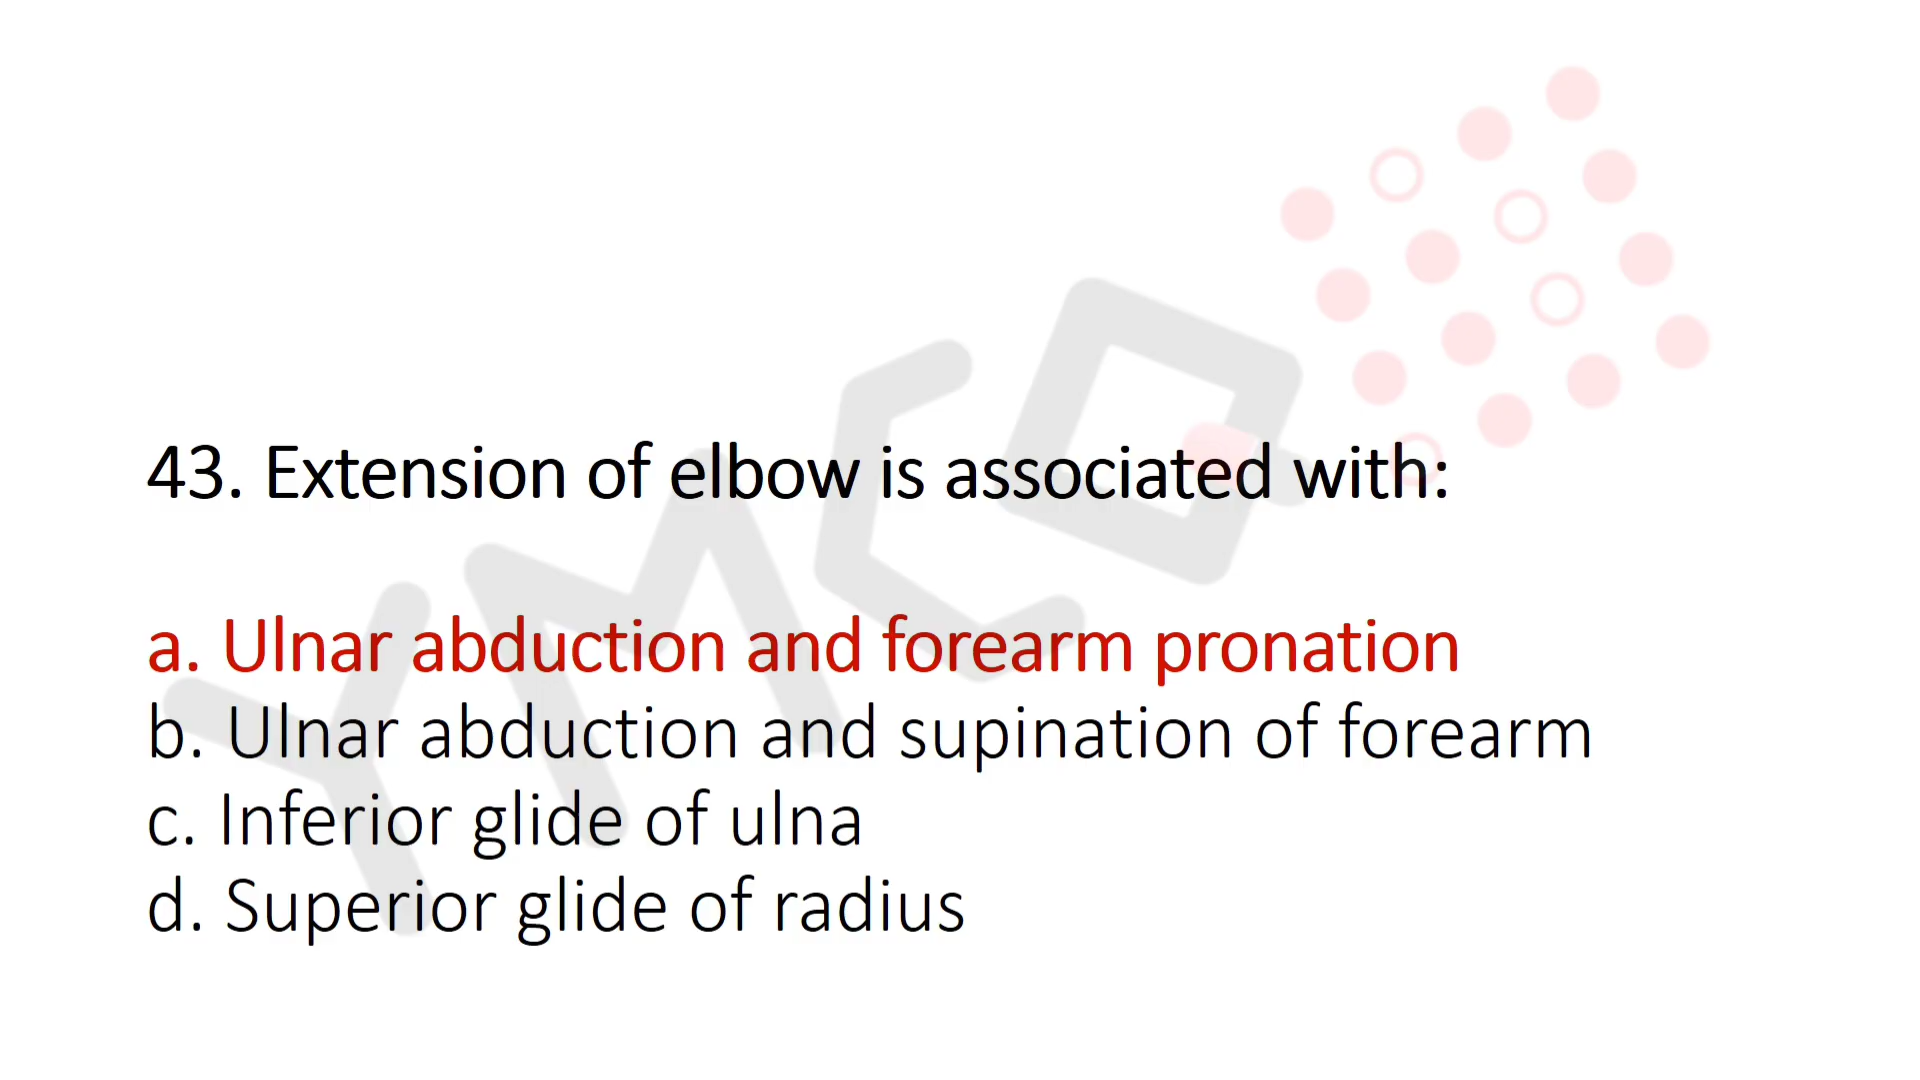 43. Extension of elbow is associated with:
a. Ulnar abduction and forearm pronation
b. Ulnar abduction and supination of forearm
c. Inferior glide of ulna
d. Superior glide of radius
YMCQ